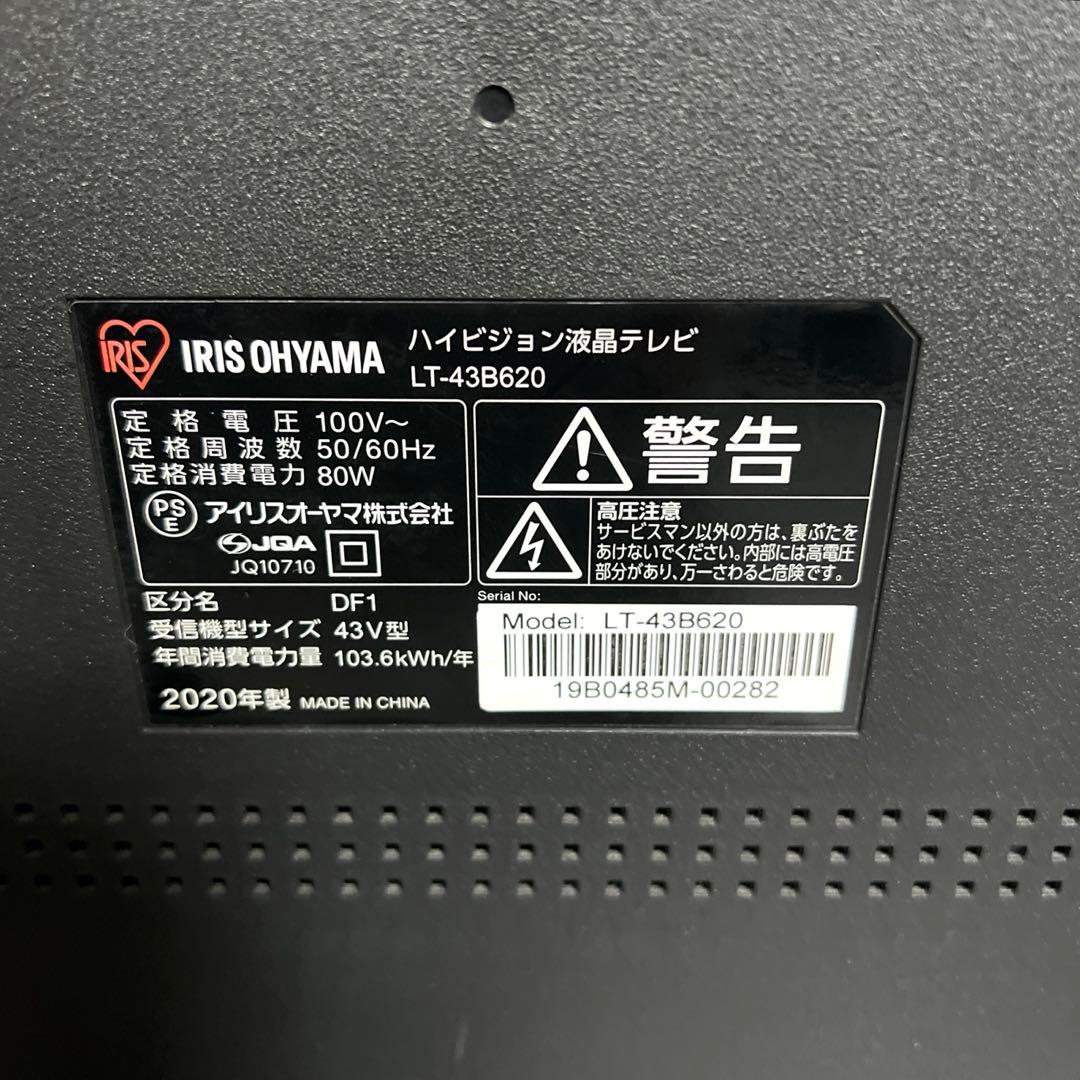 IRIS
IRIS OHYAMA
ハイビジョン液晶テレビ
LT-43B620
定格電圧 100V～
定格周波数 50/60Hz
定格消費電力 80W
PS
E
アイリスオーヤマ株式会社
JQA
JQ10710
警告
高圧注意
サービスマン以外の方は、裏ぶたを
あけないでください。内部には高電圧
部分があり、万一さわると危険です。
区分名 DF1
受信機型サイズ 43V型
年間消費電力量 103.6kWh/年
2020年製 MADE IN CHINA
Serial No:
Model: LT-43B620
19B0485M-00282